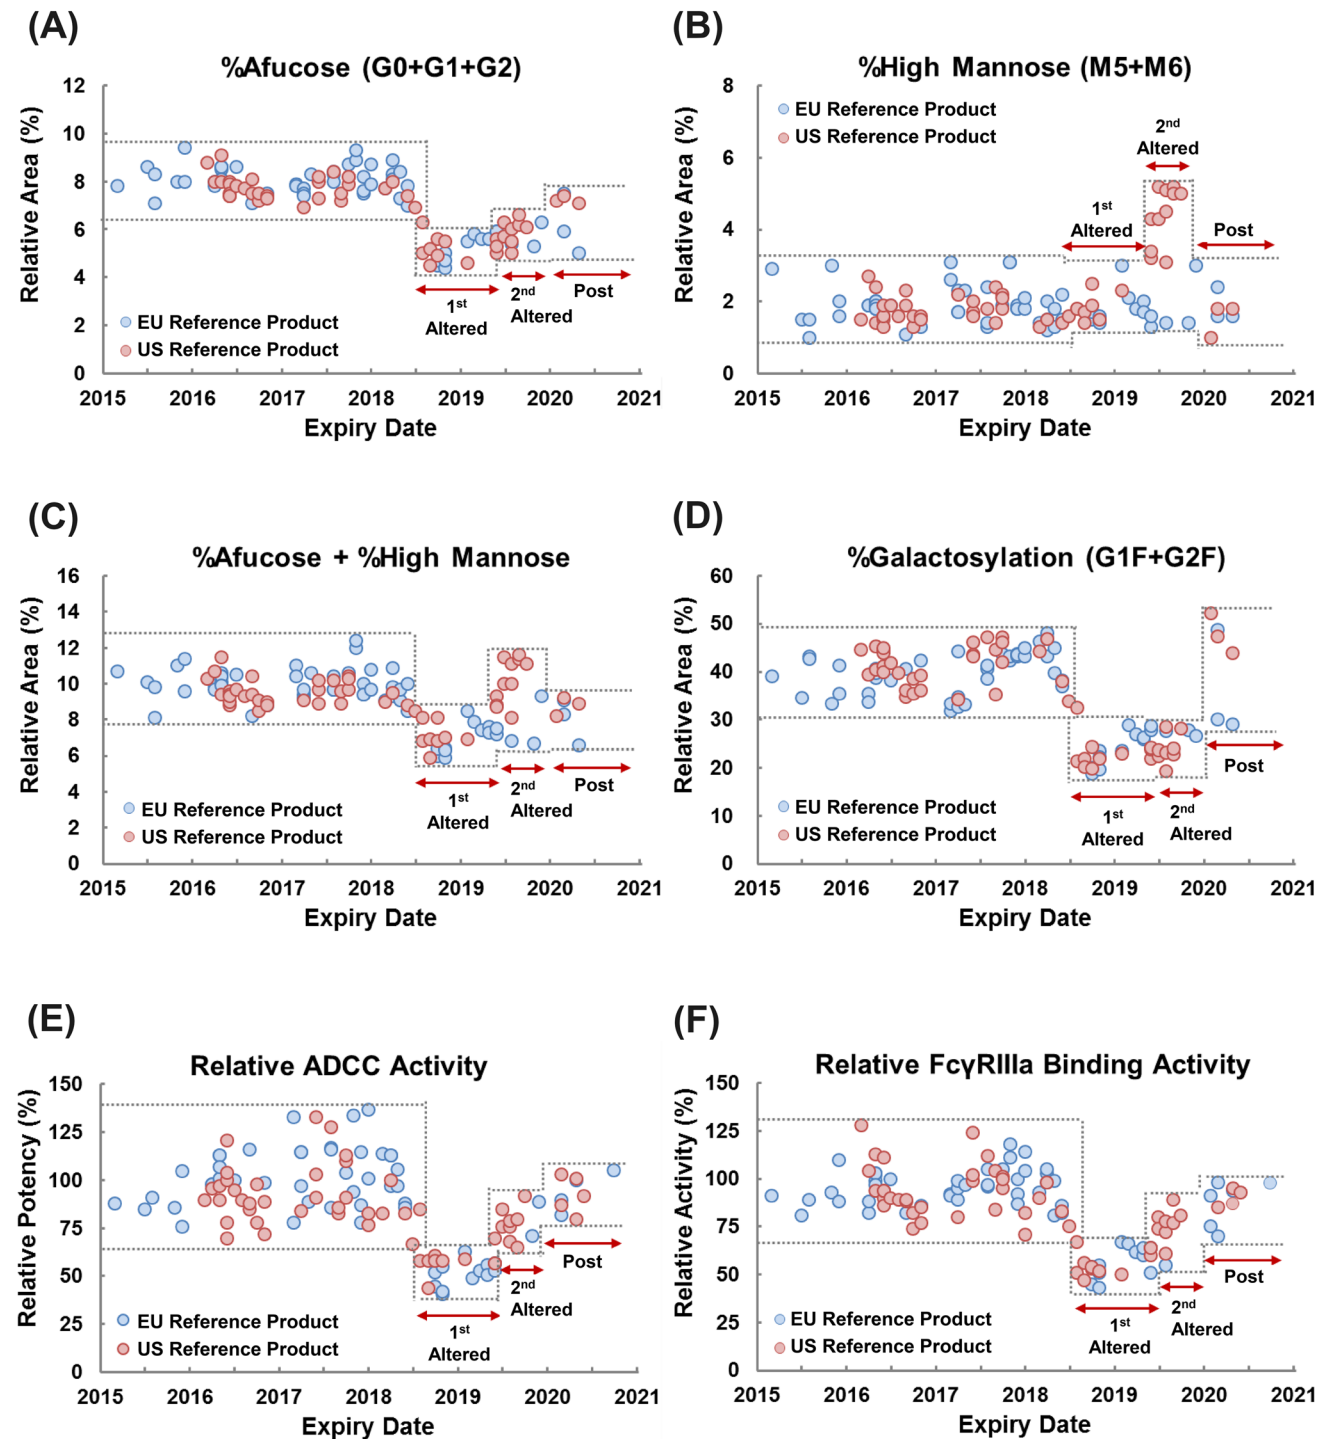 (A)
%Afucose (G0+G1+G2)
Relative Area (%)
12
10
8
6
4
2
0
EU Reference Product
US Reference Product
1st
Altered
2nd
Altered
Post
2015 2016 2017 2018 2019 2020 2021
Expiry Date
(B)
%High Mannose (M5+M6)
Relative Area (%)
8
6
4
2
0
EU Reference Product
US Reference Product
1st
Altered
2nd
Altered
Post
2015 2016 2017 2018 2019 2020 2021
Expiry Date
(C)
%Afucose + %High Mannose
Relative Area (%)
16
14
12
10
8
6
4
2
0
EU Reference Product
US Reference Product
1st
Altered
2nd
Altered
Post
2015 2016 2017 2018 2019 2020 2021
Expiry Date
(D)
%Galactosylation (G1F+G2F)
Relative Area (%)
60
50
40
30
20
10
0
EU Reference Product
US Reference Product
1st
Altered
2nd
Altered
Post
2015 2016 2017 2018 2019 2020 2021
Expiry Date
(E)
Relative ADCC Activity
Relative Potency (%)
150
125
100
75
50
25
0
EU Reference Product
US Reference Product
1st
Altered
2nd
Altered
Post
2015 2016 2017 2018 2019 2020 2021
Expiry Date
(F)
Relative FcγRIIIa Binding Activity
Relative Activity (%)
150
125
100
75
50
25
0
EU Reference Product
US Reference Product
1st
Altered
2nd
Altered
Post
2015 2016 2017 2018 2019 2020 2021
Expiry Date